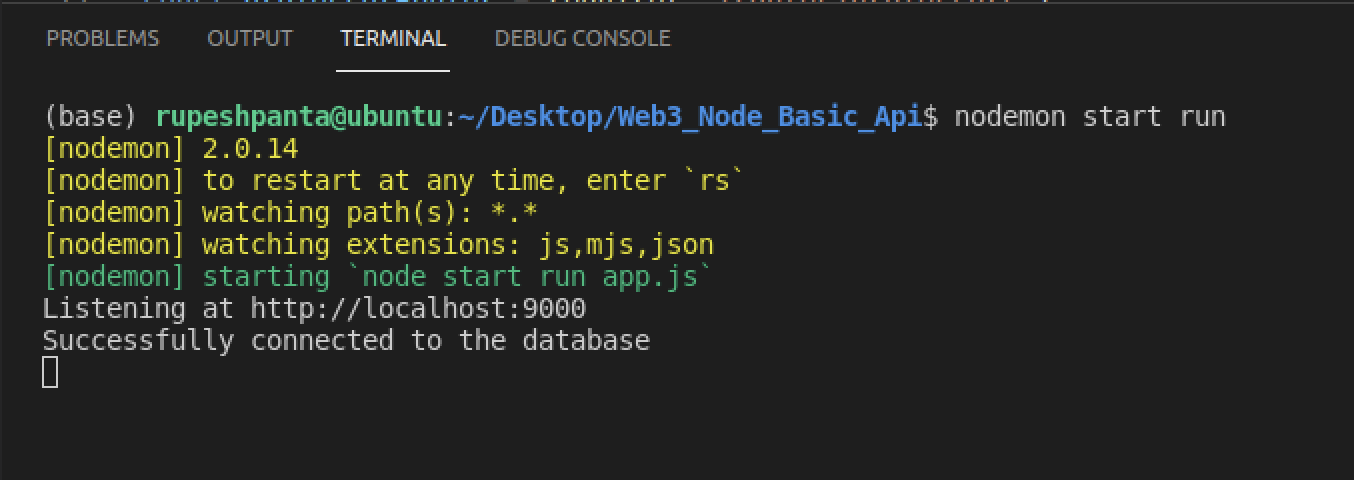 PROBLEMS OUTPUT TERMINAL DEBUG CONSOLE
(base) rupeshpanta@ubuntu:~/Desktop/Web3_Node_Basic_Api$ nodemon start run
[nodemon] 2.0.14
[nodemon] to restart at any time, enter `rs`
[nodemon] watching path(s): *.*
[nodemon] watching extensions: js,mjs,json
[nodemon] starting `node start run app.js`
Listening at http://localhost:9000
Successfully connected to the database